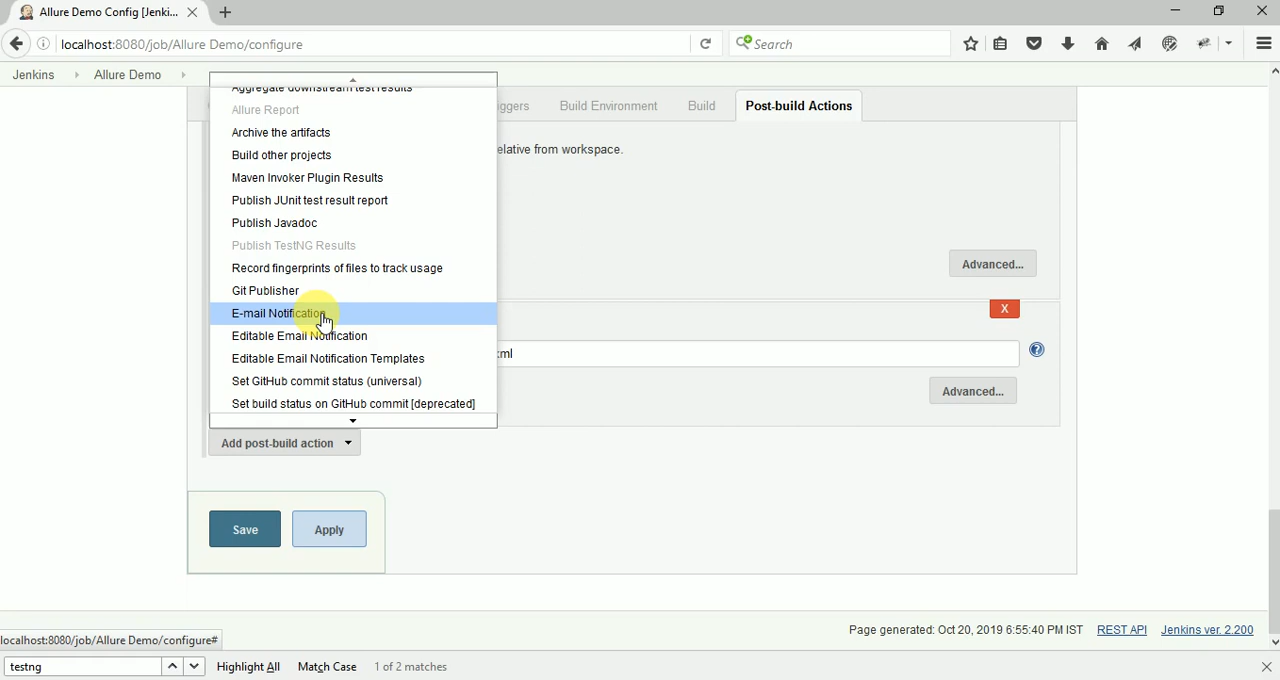 Allure Demo Config [Jenki...
localhost:8080/job/Allure Demo/configure
Search
Jenkins
Allure Demo
Aggregate downstream test results
iggers
Build Environment
Build
Post-build Actions
Allure Report
Archive the artifacts
Build other projects
elative from workspace.
Maven Invoker Plugin Results
Publish JUnit test result report
Publish Javadoc
Publish TestNG Results
Record fingerprints of files to track usage
Advanced...
Git Publisher
E-mail Notification
X
Editable Email Notification
Editable Email Notification Templates
xml
Set GitHub commit status (universal)
Advanced...
Set build status on GitHub commit [deprecated]
Add post-build action
Save
Apply
Page generated: Oct 20, 2019 6:55:40 PM IST
REST API
Jenkins ver. 2.200
localhost:8080/job/Allure Demo/configure#
testng
Highlight All
Match Case
1 of 2 matches